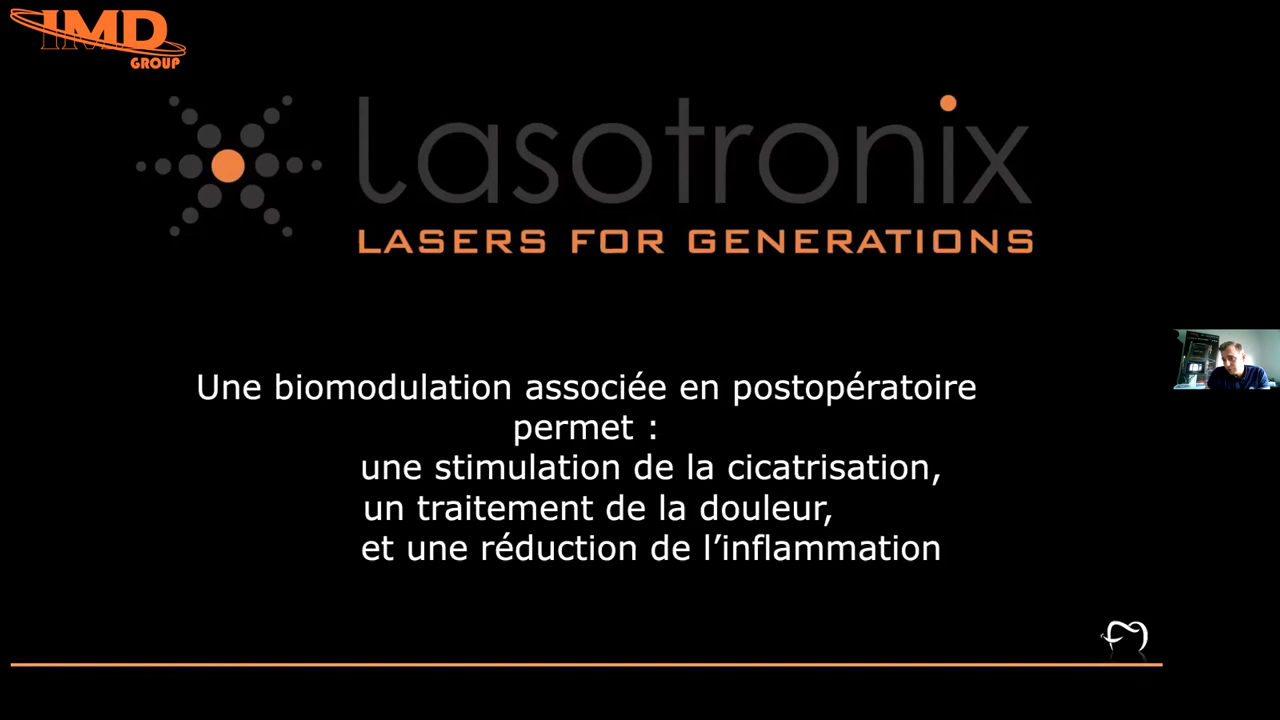 IMD
GROUP
lasotronix
LASERS FOR GENERATIONS
Une biomodulation associée en postopératoire
permet :
une stimulation de la cicatrisation,
un traitement de la douleur,
et une réduction de l’inflammation